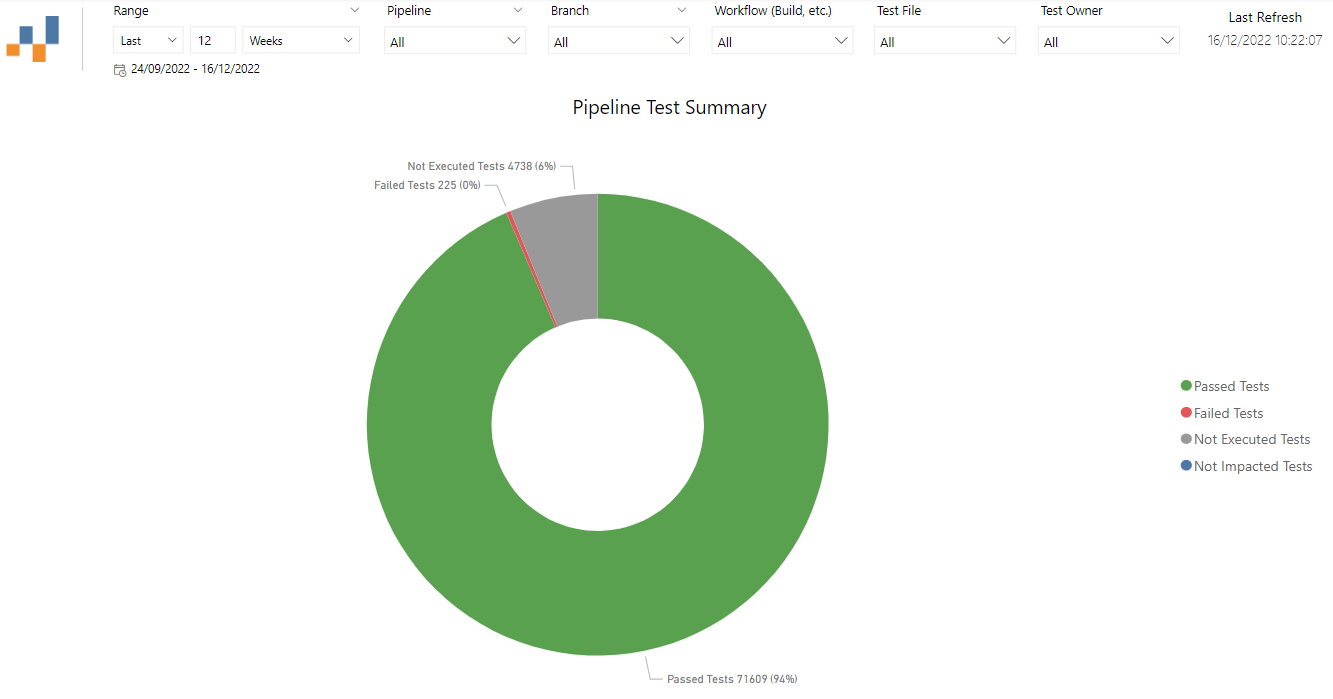 Range
Pipeline
Branch
Workflow (Build, etc.)
Test File
Test Owner
Last Refresh
Last
12
Weeks
All
All
All
All
All
16/12/2022 10:22:07
24/09/2022 - 16/12/2022
Pipeline Test Summary
Not Executed Tests 4738 (6%)
Failed Tests 225 (0%)
Passed Tests
Failed Tests
Not Executed Tests
Not Impacted Tests
Passed Tests 71609 (94%)